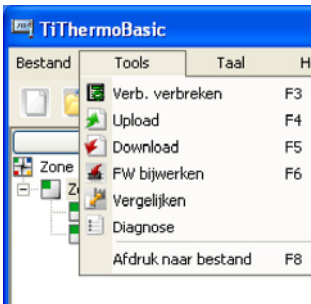 TiThermoBasic
Bestand Tools Taal H
Verb. verbreken F3
Upload F4
Download F5
FW bijwerken F6
Vergelijken
Diagnose
Afdruk naar bestand F8
Zone